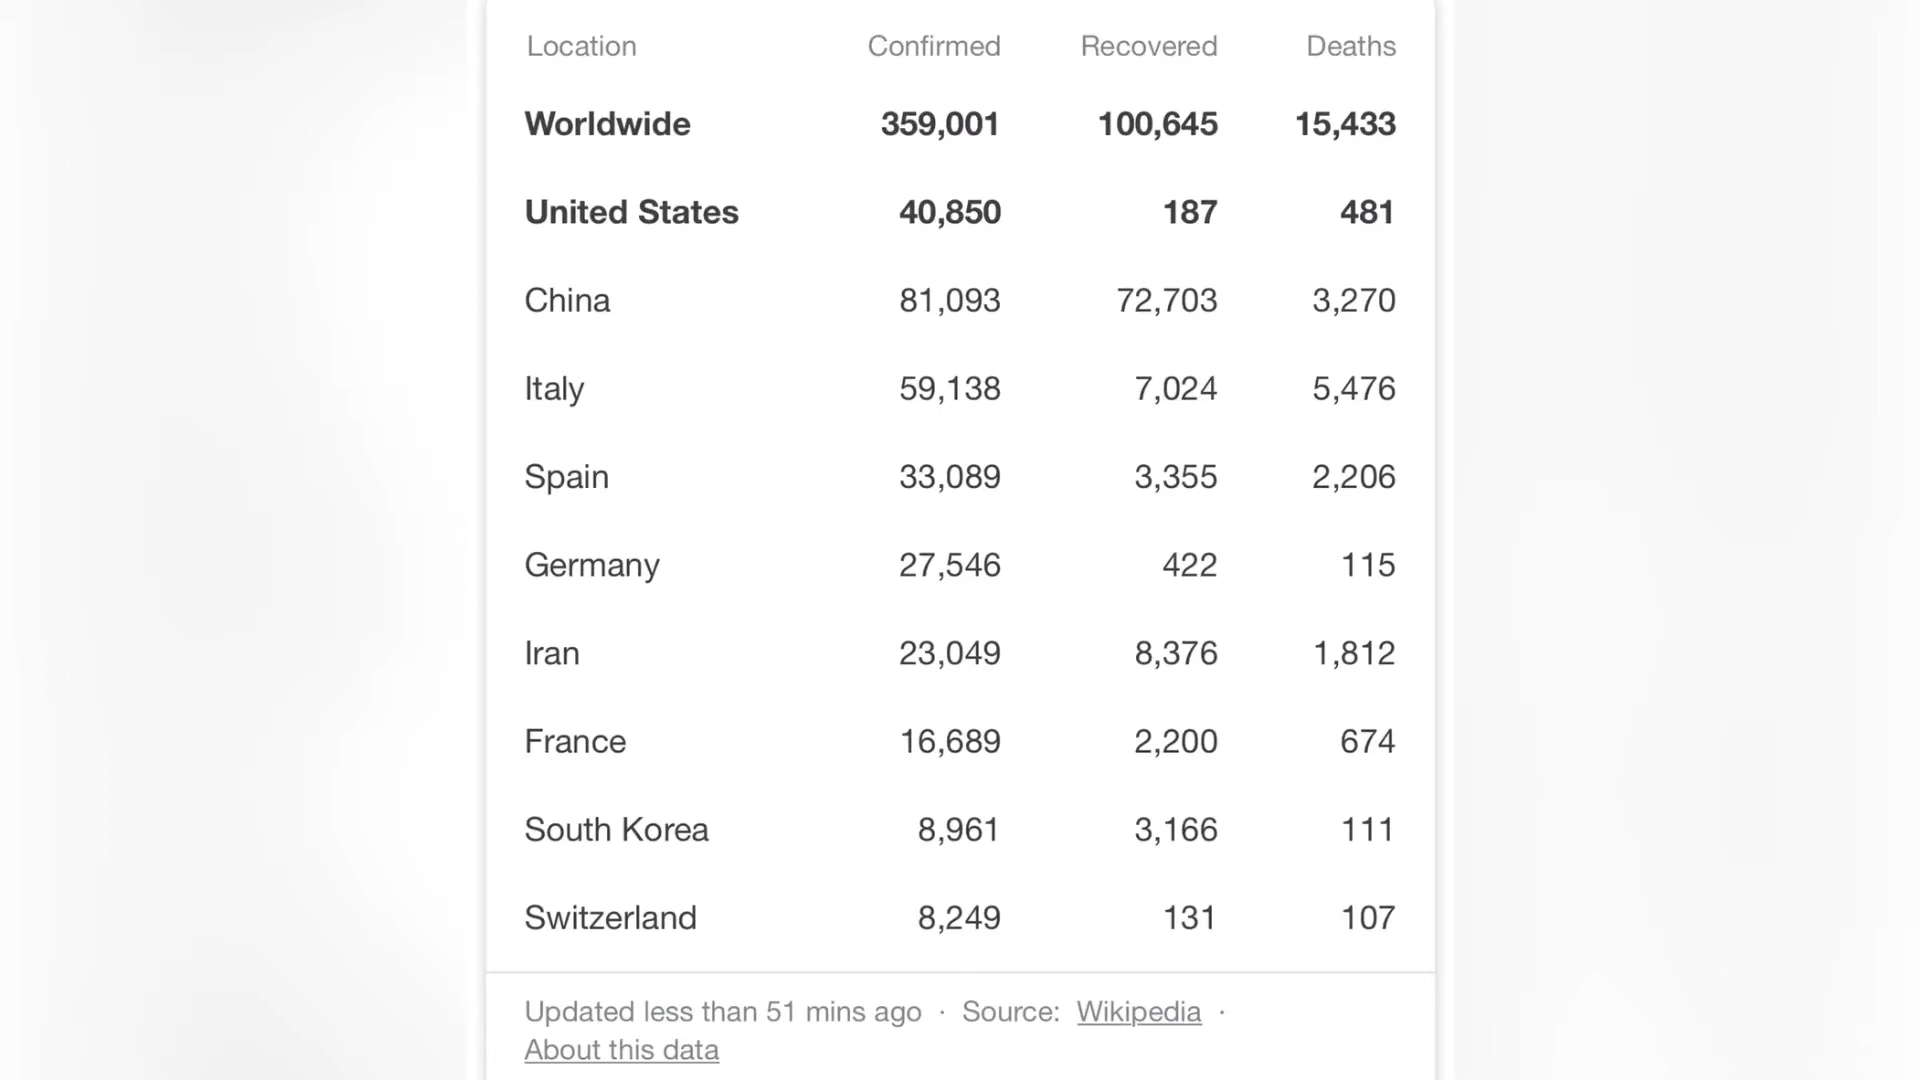 Location Confirmed Recovered Deaths
Worldwide 359,001 100,645 15,433
United States 40,850 187 481
China 81,093 72,703 3,270
Italy 59,138 7,024 5,476
Spain 33,089 3,355 2,206
Germany 27,546 422 115
Iran 23,049 8,376 1,812
France 16,689 2,200 674
South Korea 8,961 3,166 111
Switzerland 8,249 131 107
Updated less than 51 mins ago · Source: Wikipedia ·
About this data